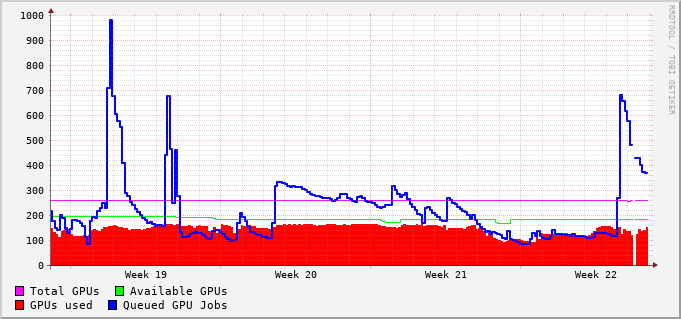 1000
900
800
700
600
500
400
300
200
100
0
Week 19 Week 20 Week 21 Week 22
Total GPUs Available GPUs
GPUs used Queued GPU Jobs
RRDTOOL / TOBI OETIKER